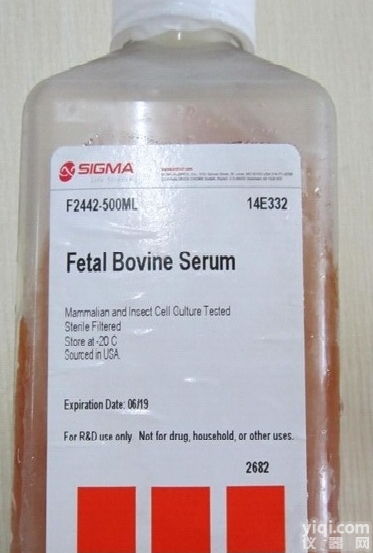 SIGMA
F2442-500ML 14E332
Fetal Bovine Serum
Mammalian and Insect Cell Culture Tested
Sterile Filtered
Store at -20 C
Sourced in USA.
Expiration Date: 06/19
For R&D use only. Not for drug, household, or other uses.
2682
yiqi.com
仪器网